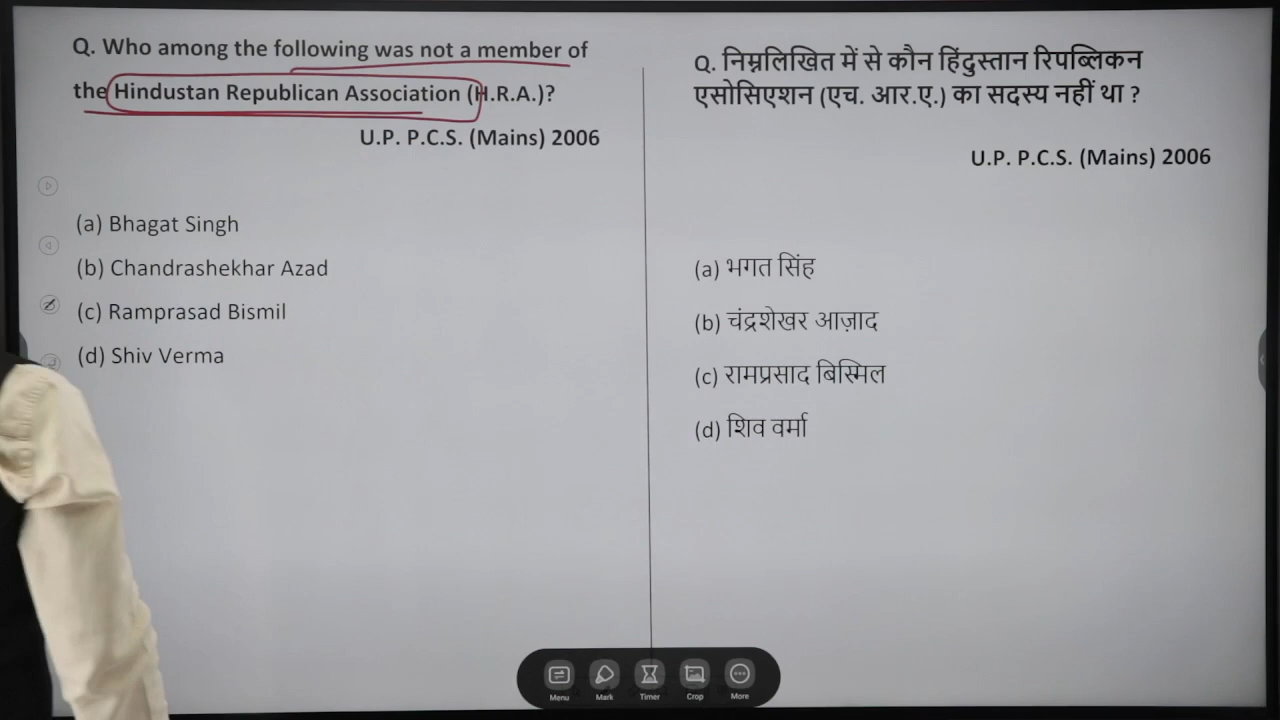 Q. Who among the following was not a member of
the Hindustan Republican Association (H.R.A.)?
U.P. P.C.S. (Mains) 2006
(a) Bhagat Singh
(b) Chandrashekhar Azad
(c) Ramprasad Bismil
(d) Shiv Verma
Q. निम्नलिखित में से कौन हिंदुस्तान रिपब्लिकन
एसोसिएशन (एच. आर.ए.) का सदस्य नहीं था ?
U.P. P.C.S. (Mains) 2006
(a) भगत सिंह
(b) चंद्रशेखर आज़ाद
(c) रामप्रसाद बिस्मिल
(d) शिव वर्मा
Menu Mark Timer Crop More